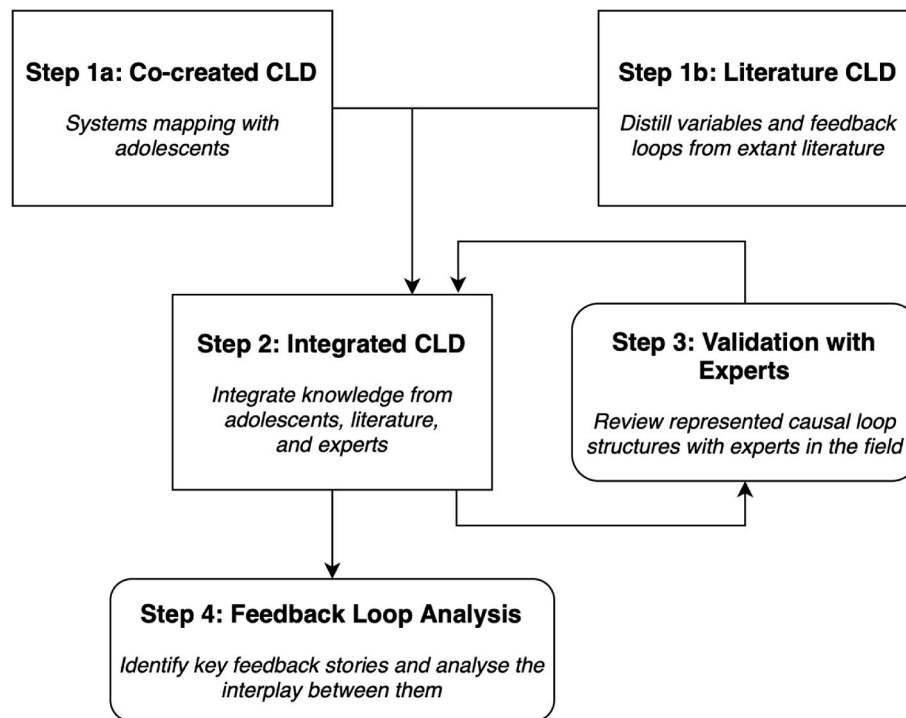 Step 1a: Co-created CLD
Systems mapping with
adolescents
Step 1b: Literature CLD
Distill variables and feedback
loops from extant literature
Step 2: Integrated CLD
Integrate knowledge from
adolescents, literature,
and experts
Step 3: Validation with
Experts
Review represented causal loop
structures with experts in the field
Step 4: Feedback Loop Analysis
Identify key feedback stories and analyse the
interplay between them